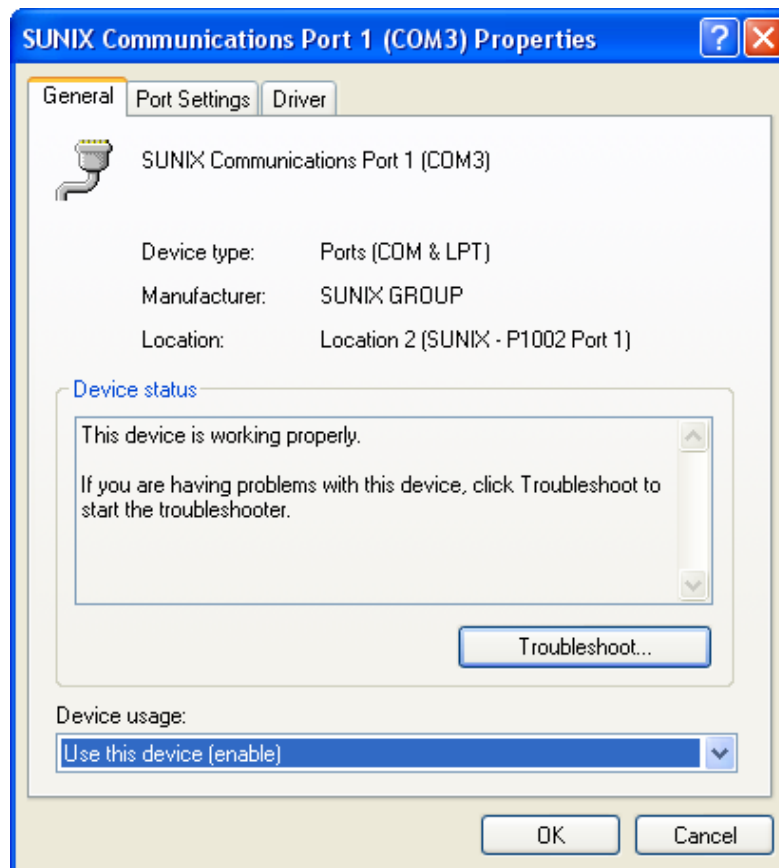 SUNIX Communications Port 1 (COM3) Properties
General Port Settings Driver
SUNIX Communications Port 1 (COM3)
Device type: Ports (COM & LPT)
Manufacturer: SUNIX GROUP
Location: Location 2 (SUNIX - P1002 Port 1)
Device status
This device is working properly.
If you are having problems with this device, click Troubleshoot to
start the troubleshooter.
Troubleshoot...
Device usage:
Use this device (enable)
OK Cancel